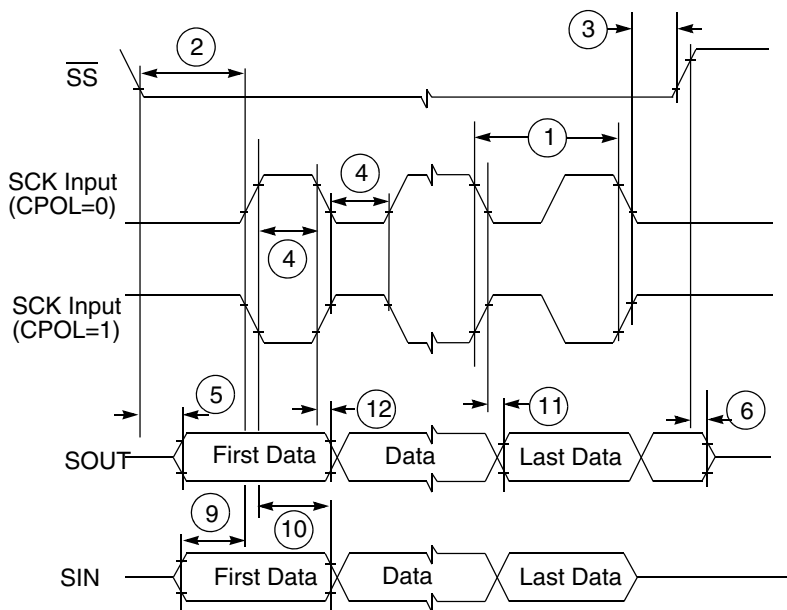 2
3
SS
1
SCK Input
(CPOL=0)
4
4
SCK Input
(CPOL=1)
5
12
11
6
SOUT
First Data
Data
Last Data
9
10
SIN
First Data
Data
Last Data